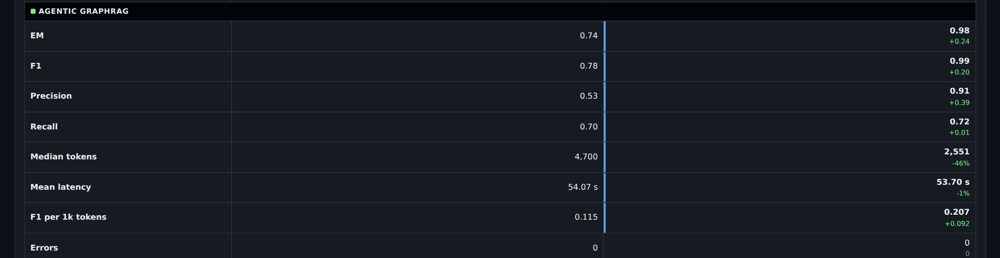 AGENTIC GRAPHRAG
EM 0.74 0.98
+0.24
F1 0.78 0.99
+0.20
Precision 0.53 0.91
+0.39
Recall 0.70 0.72
+0.01
Median tokens 4,700 2,551
-46%
Mean latency 54.07 s 53.70 s
-1%
F1 per 1k tokens 0.115 0.207
+0.092
Errors 0 0
0